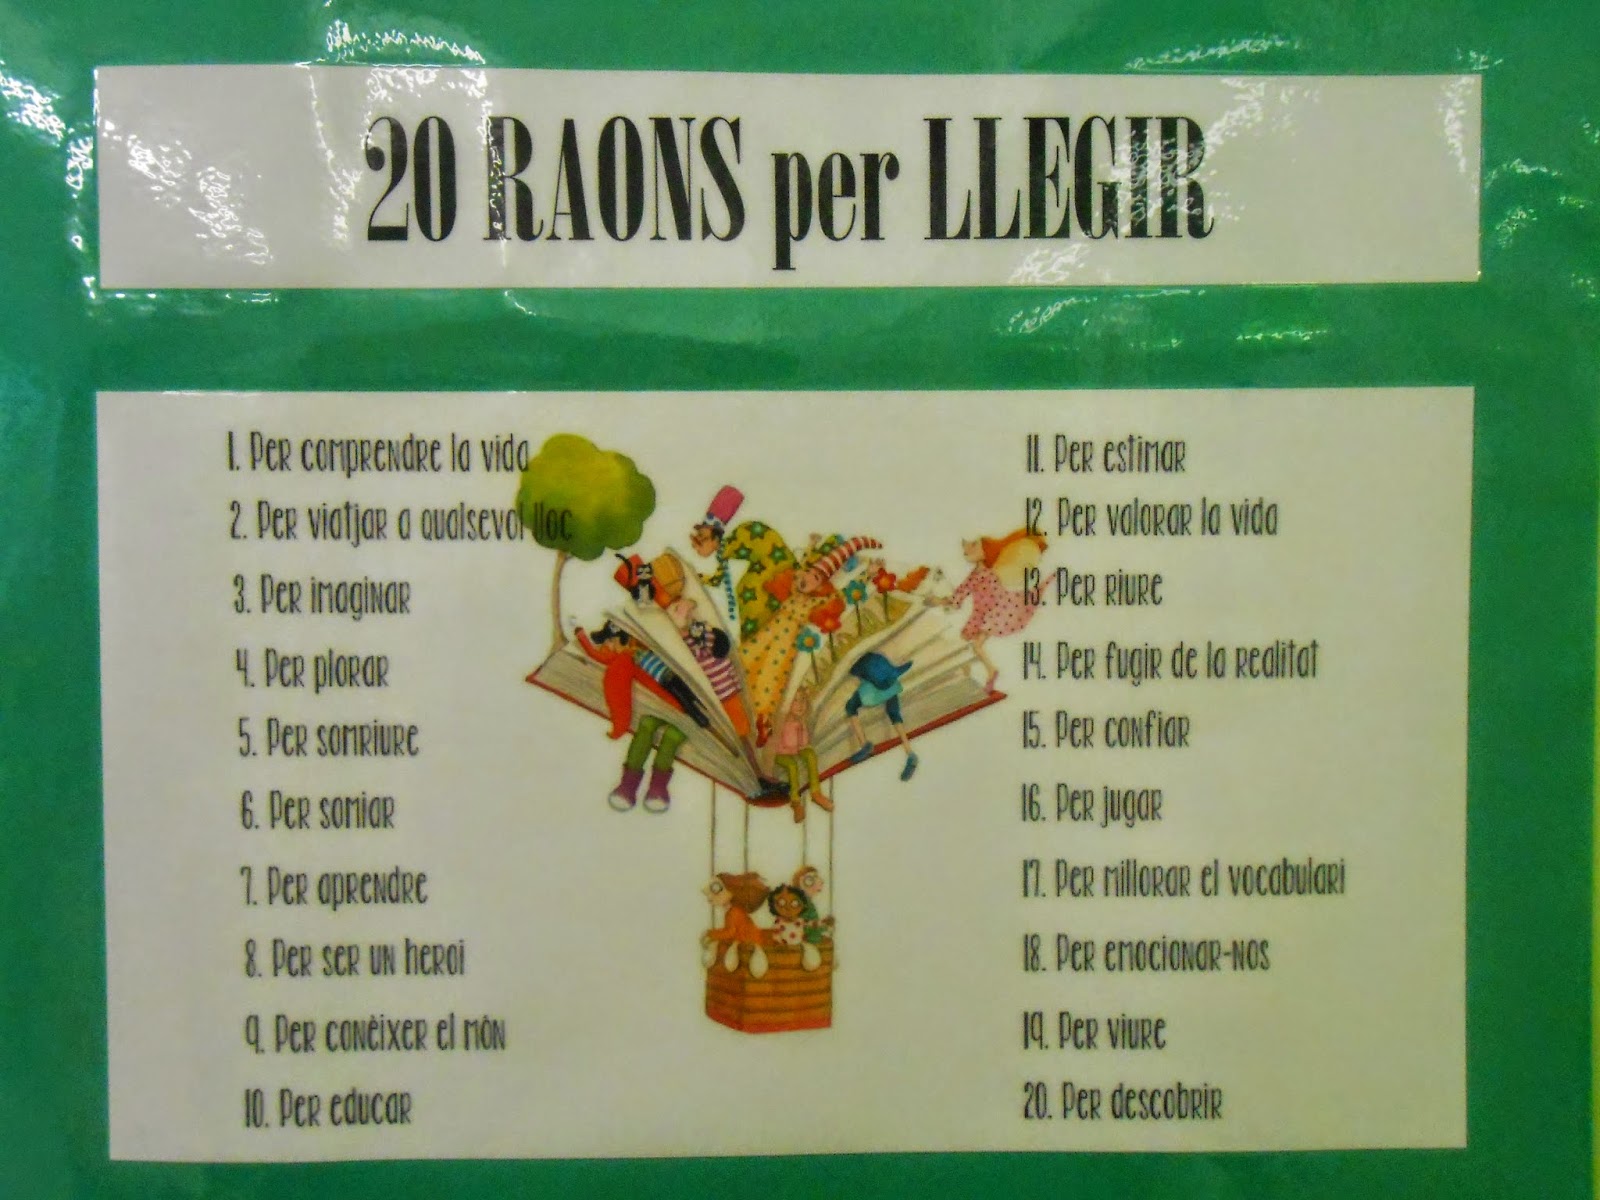 20 RAONS per LLEGIR
1. Per comprendre la vida
2. Per viatjar a qualsevol lloc
3. Per imaginar
4. Per plorar
5. Per somriure
6. Per somiar
7. Per aprendre
8. Per ser un heroi
9. Per conèixer el món
10. Per educar
11. Per estimar
12. Per valorar la vida
13. Per riure
14. Per fugir de la realitat
15. Per confiar
16. Per jugar
17. Per millorar el vocabulari
18. Per emocionar-nos
19. Per viure
20. Per descobrir